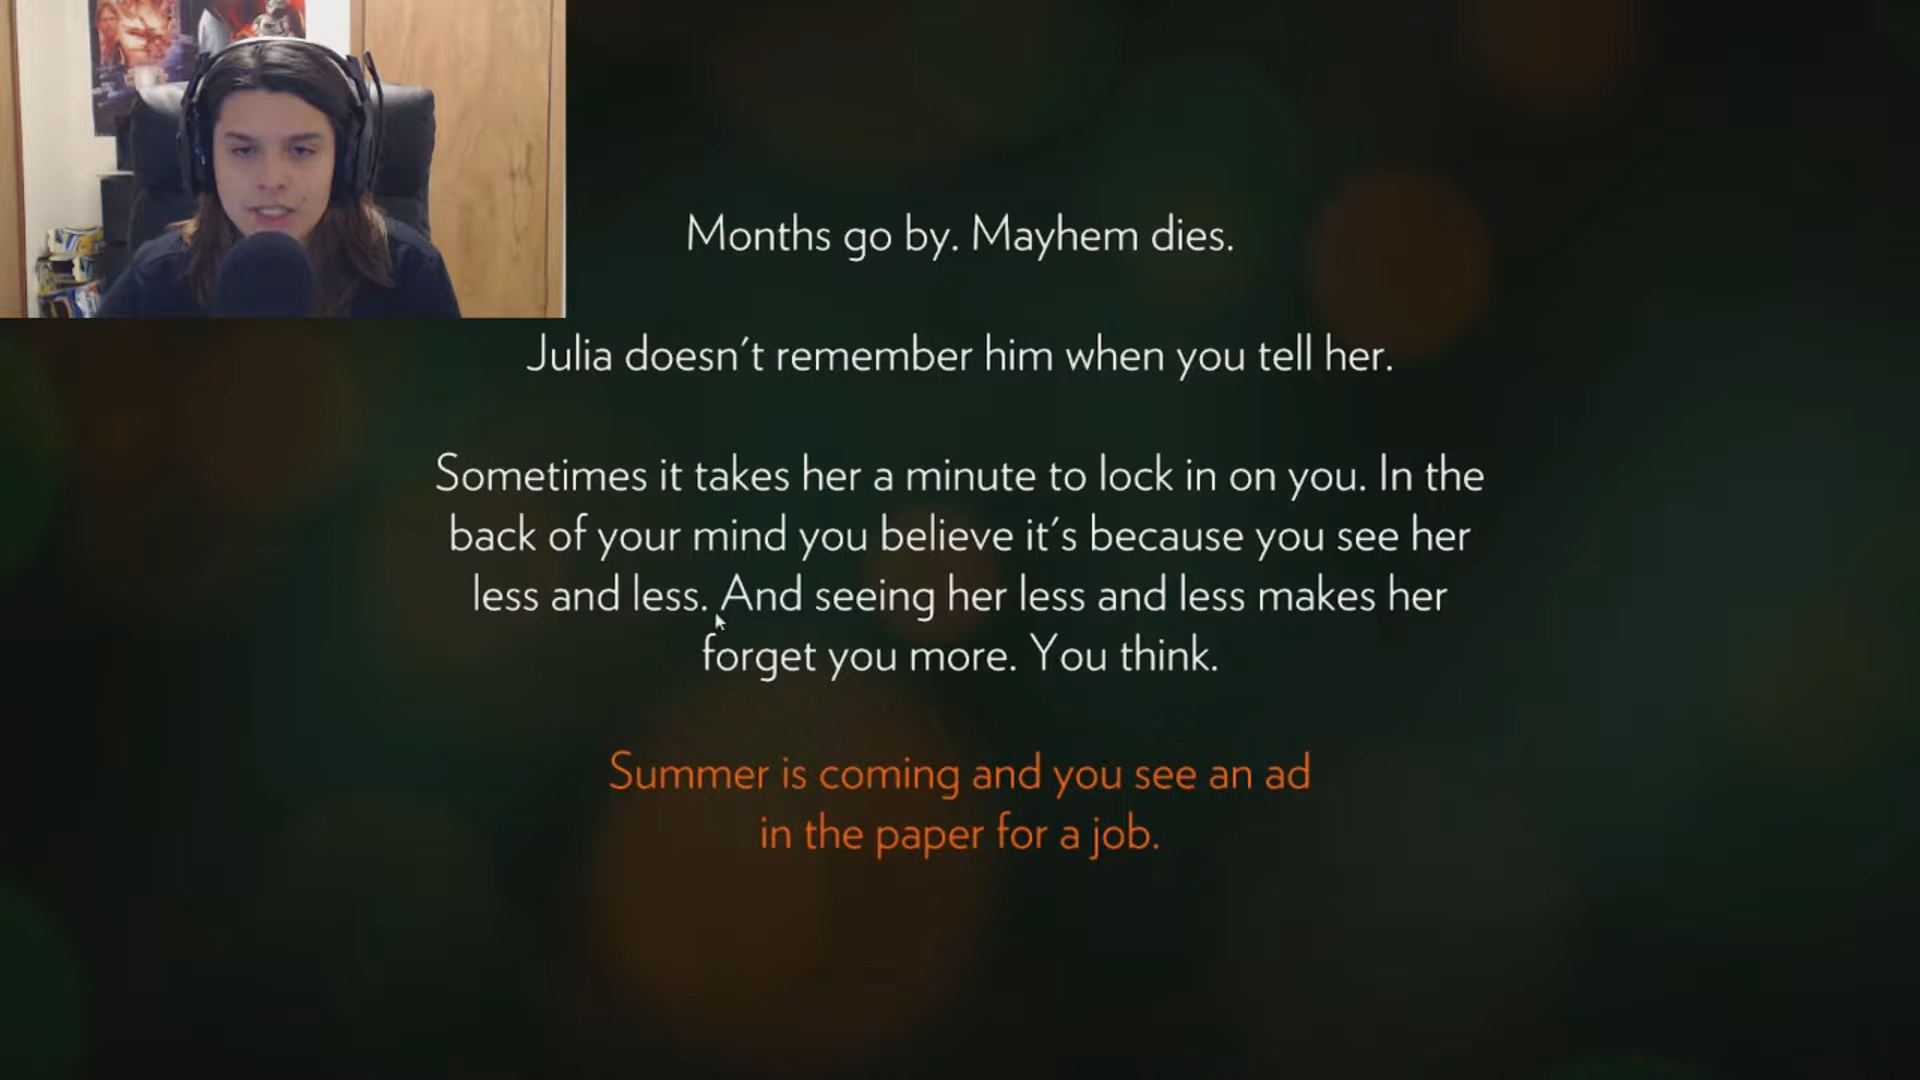 Months go by. Mayhem dies.
Julia doesn't remember him when you tell her.
Sometimes it takes her a minute to lock in on you. In the
back of your mind you believe it's because you see her
less and less. And seeing her less and less makes her
forget you more. You think.
Summer is coming and you see an ad
in the paper for a job.